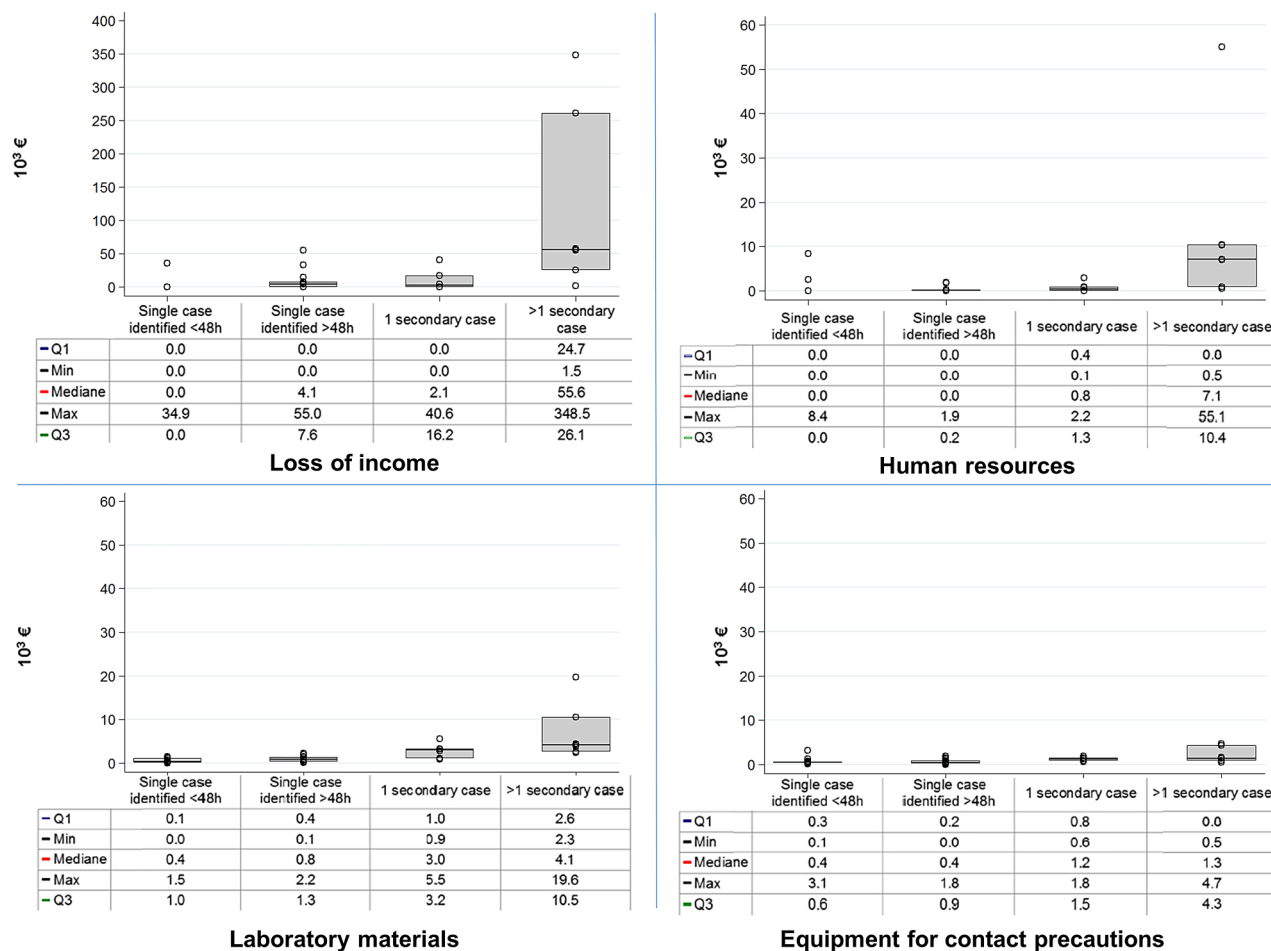 400
350
300
250
200
150
100
50
0
10³ €
Single case identified <48h Single case identified >48h 1 secondary case >1 secondary case
Q1 0.0 0.0 0.0 24.7
Min 0.0 0.0 0.0 1.5
Mediane 0.0 4.1 2.1 55.6
Max 34.9 55.0 40.6 348.5
Q3 0.0 7.6 16.2 26.1
Loss of income
60
50
40
30
20
10
0
10³ €
Single case identified <48h Single case identified >48h 1 secondary case >1 secondary case
Q1 0.0 0.0 0.4 0.8
Min 0.0 0.0 0.1 0.5
Mediane 0.0 0.0 0.8 7.1
Max 8.4 1.9 2.2 55.1
Q3 0.0 0.2 1.3 10.4
Human resources
60
50
40
30
20
10
0
10³ €
Single case identified <48h Single case identified >48h 1 secondary case >1 secondary case
Q1 0.1 0.4 1.0 2.6
Min 0.0 0.1 0.9 2.3
Mediane 0.4 0.8 3.0 4.1
Max 1.5 2.2 5.5 19.6
Q3 1.0 1.3 3.2 10.5
Laboratory materials
60
50
40
30
20
10
0
10³ €
Single case identified <48h Single case identified >48h 1 secondary case >1 secondary case
Q1 0.3 0.2 0.8 0.0
Min 0.1 0.0 0.6 0.5
Mediane 0.4 0.4 1.2 1.3
Max 3.1 1.8 1.8 4.7
Q3 0.6 0.9 1.5 4.3
Equipment for contact precautions